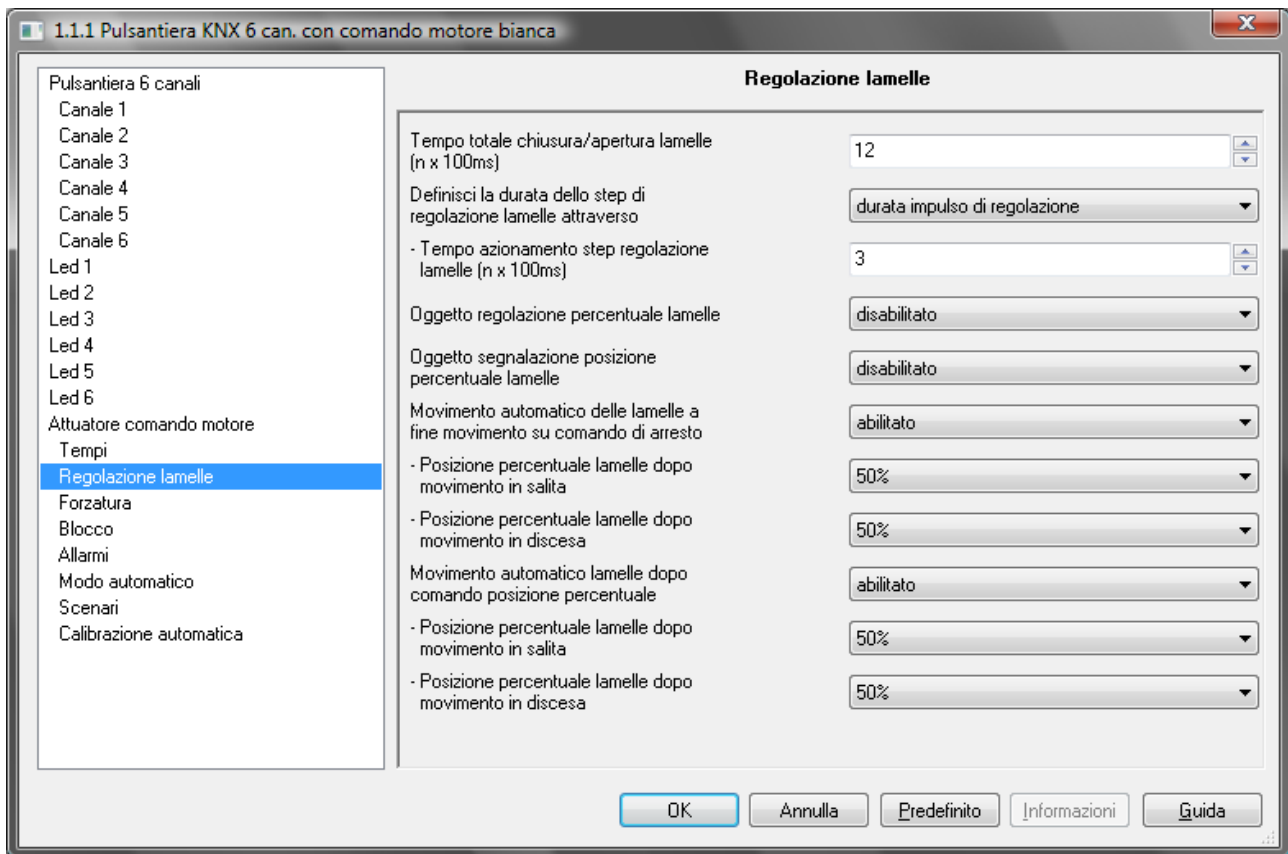 1.1.1 Pulsantiera KNX 6 can. con comando motore bianca
Pulsantiera 6 canali
Canale 1
Canale 2
Canale 3
Canale 4
Canale 5
Canale 6
Led 1
Led 2
Led 3
Led 4
Led 5
Led 6
Attuatore comando motore
Tempi
Regolazione lamelle
Forzatura
Blocco
Allarmi
Modo automatico
Scenari
Calibrazione automatica
Regolazione lamelle
Tempo totale chiusura/apertura lamelle
(n x 100ms)
12
Definisci la durata dello step di
regolazione lamelle attraverso
durata impulso di regolazione
- Tempo azionamento step regolazione
lamelle (n x 100ms)
3
Oggetto regolazione percentuale lamelle
disabilitato
Oggetto segnalazione posizione
percentuale lamelle
disabilitato
Movimento automatico delle lamelle a
fine movimento su comando di arresto
abilitato
- Posizione percentuale lamelle dopo
movimento in salita
50%
- Posizione percentuale lamelle dopo
movimento in discesa
50%
Movimento automatico lamelle dopo
comando posizione percentuale
abilitato
- Posizione percentuale lamelle dopo
movimento in salita
50%
- Posizione percentuale lamelle dopo
movimento in discesa
50%
OK
Annulla
Predefinito
Informazioni
Guida